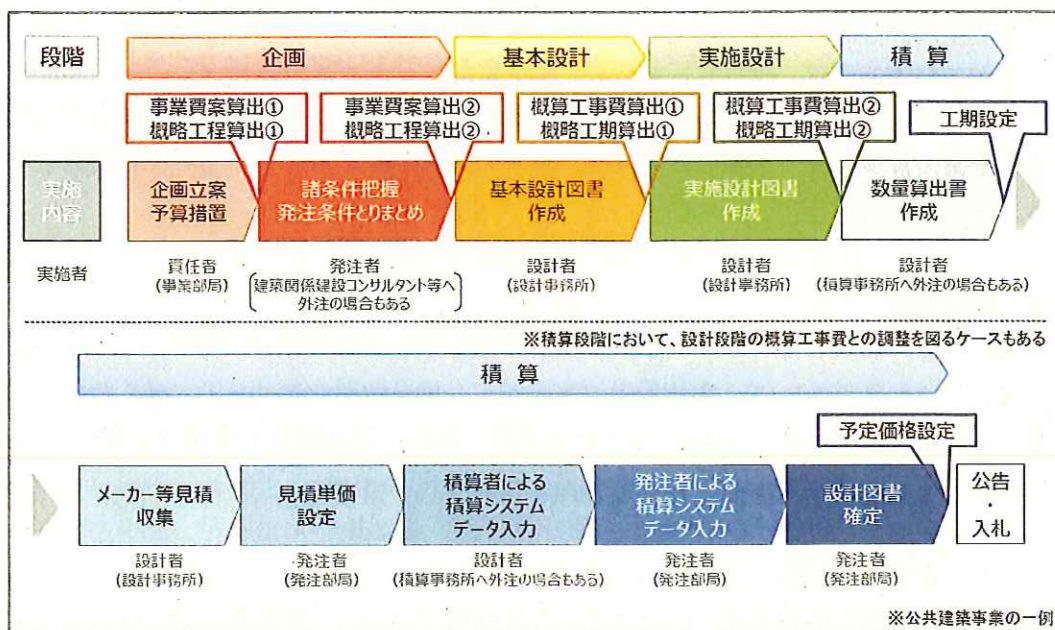 段階
企画
基本設計
実施設計
積 算
事業費案算出①
概略工程算出①
事業費案算出②
概略工程算出②
概算工事費算出①
概略工期算出①
概算工事費算出②
概略工期算出②
工期設定
実施
内容
企画立案
予算措置
諸条件把握
発注条件とりまとめ
基本設計図書
作成
実施設計図書
作成
数量算出書
作成
実施者
責任者
(事業部局)
発注者
(建築関係建設コンサルタント等へ
外注の場合もある)
設計者
(設計事務所)
設計者
(設計事務所)
設計者
(積算事務所へ外注の場合もある)
※積算段階において、設計段階の概算工事費との調整を図るケースもある
積 算
予定価格設定
メーカー等見積
収集
見積単価
設定
積算者による
積算システム
データ入力
発注者による
積算システム
データ入力
設計図書
確定
公告
・
入札
設計者
(設計事務所)
発注者
(発注部局)
設計者
(積算事務所へ外注の場合もある)
発注者
(発注部局)
発注者
(発注部局)
※公共建築事業の一例